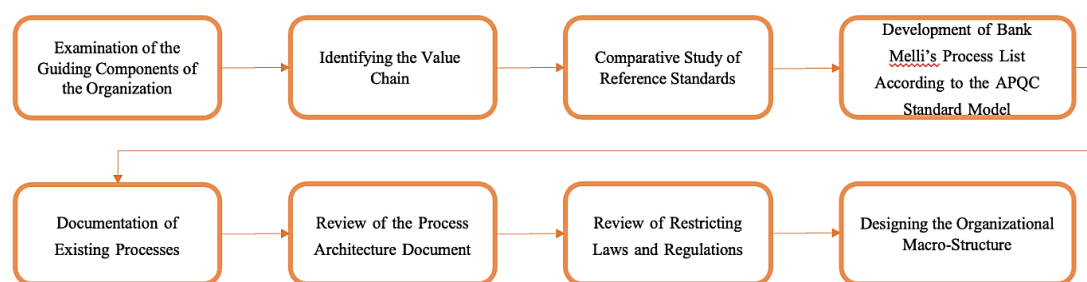 Examination of the
Guiding Components of
the Organization
Identifying the Value
Chain
Comparative Study of
Reference Standards
Development of Bank
Melli's Process List
According to the APQC
Standard Model
Documentation of
Existing Processes
Review of the Process
Architecture Document
Review of Restricting
Laws and Regulations
Designing the Organizational
Macro-Structure